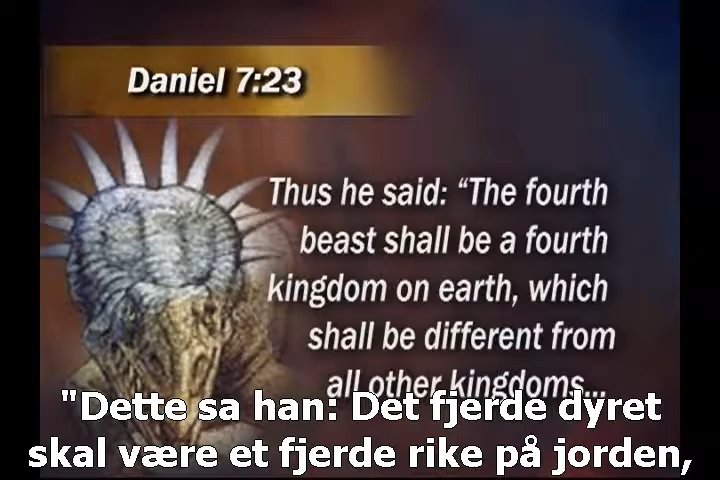 Daniel 7:23
Thus he said: “The fourth
beast shall be a fourth
kingdom on earth, which
shall be different from
all other kingdoms...
"Dette sa han: Det fjerde dyret
skal være et fjerde rike på jorden,